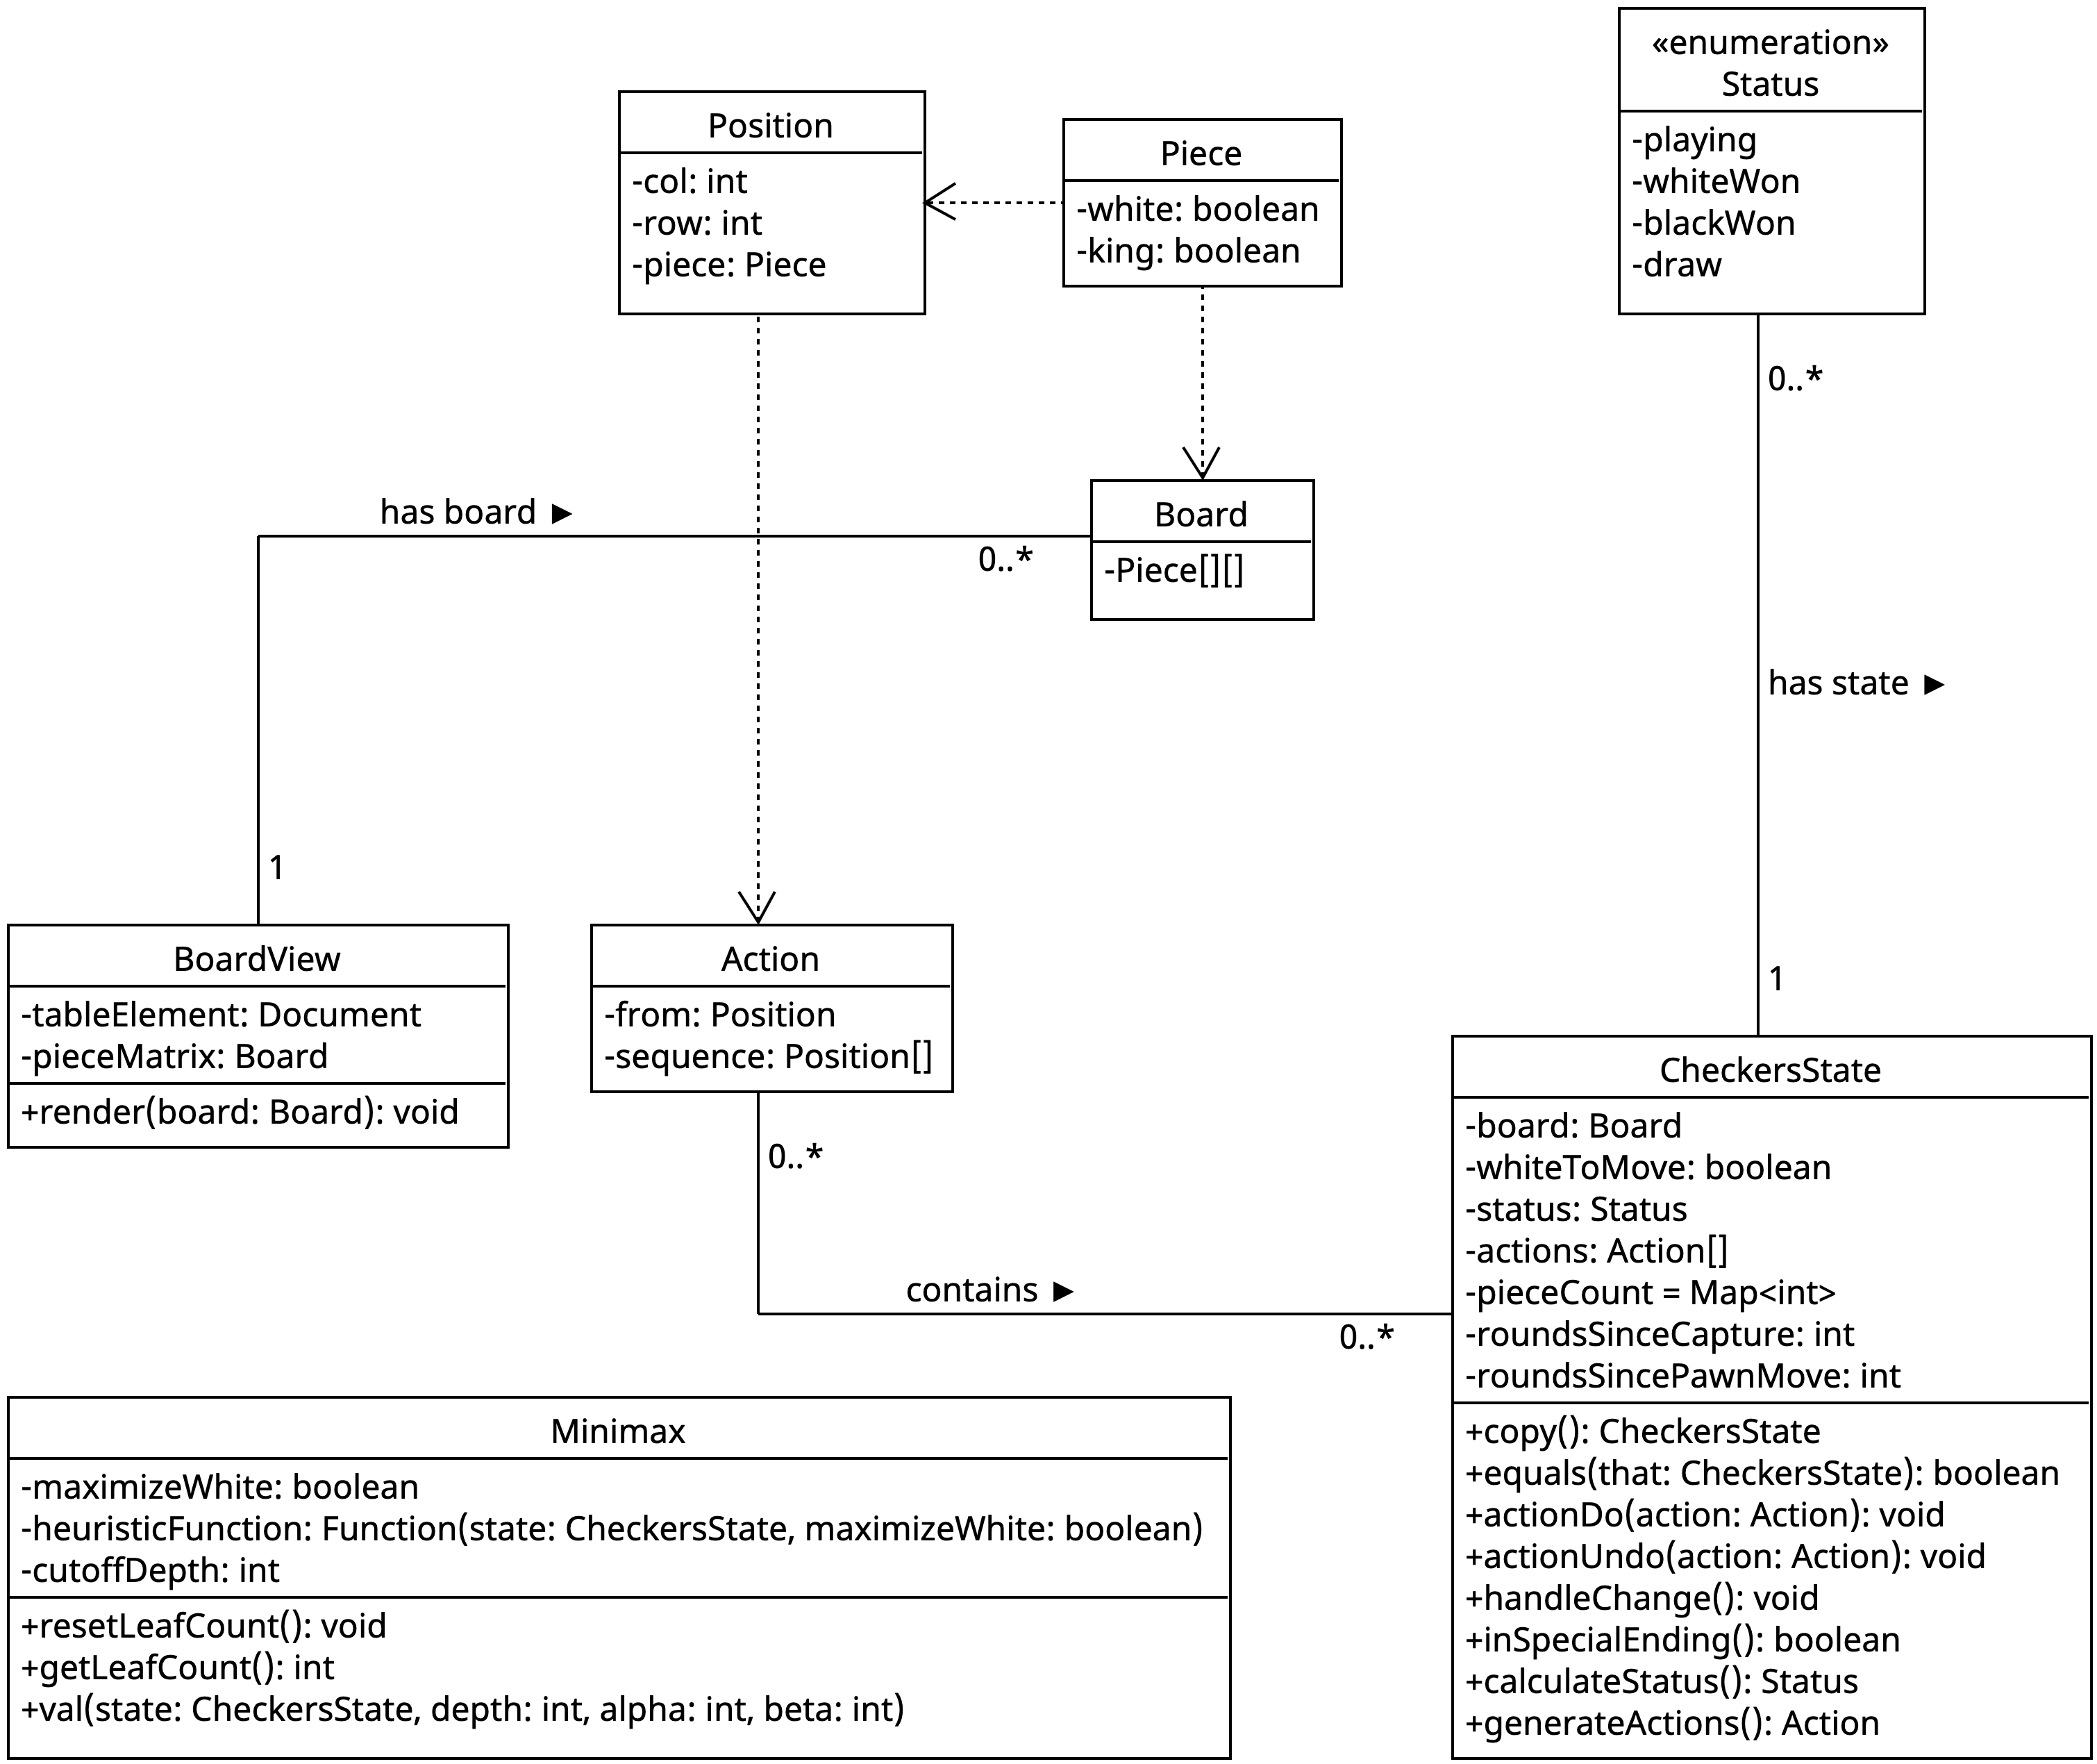 «enumeration»
Status
-playing
-whiteWon
-blackWon
-draw
Position
-col: int
-row: int
-piece: Piece
Piece
-white: boolean
-king: boolean
0..*
has board ►
0..*
Board
-Piece[][]
has state ►
1
1
BoardView
-tableElement: Document
-pieceMatrix: Board
+render(board: Board): void
Action
-from: Position
-sequence: Position[]
0..*
contains ►
0..*
CheckersState
-board: Board
-whiteToMove: boolean
-status: Status
-actions: Action[]
-pieceCount = Map<int>
-roundsSinceCapture: int
-roundsSincePawnMove: int
+copy(): CheckersState
+equals(that: CheckersState): boolean
+actionDo(action: Action): void
+actionUndo(action: Action): void
+handleChange(): void
+inSpecialEnding(): boolean
+calculateStatus(): Status
+generateActions(): Action
Minimax
-maximizeWhite: boolean
-heuristicFunction: Function(state: CheckersState, maximizeWhite: boolean)
-cutoffDepth: int
+resetLeafCount(): void
+getLeafCount(): int
+val(state: CheckersState, depth: int, alpha: int, beta: int)